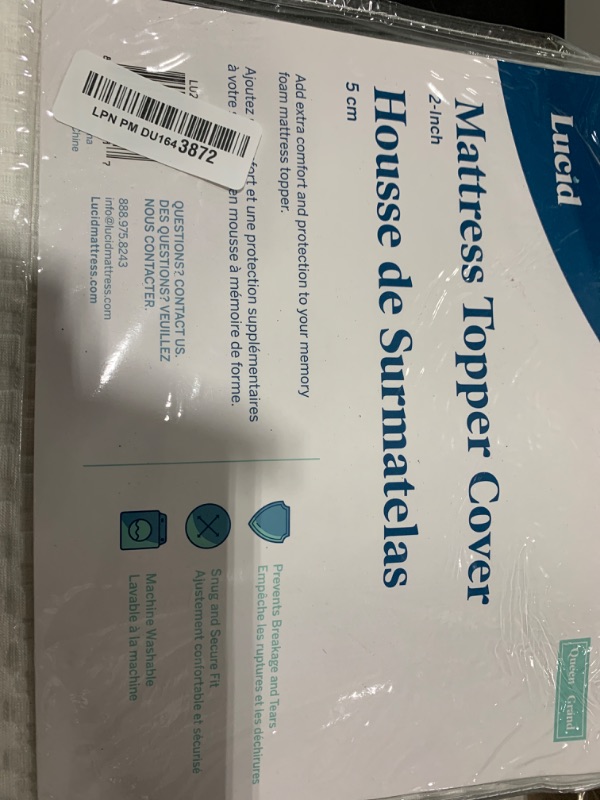 Lucid
Queen / Grand
Mattress Topper Cover
2-Inch
Housse de Surmatelas
5 cm
Add extra comfort and protection to your memory
foam mattress topper.
Ajoutez fort et une protection supplémentaires
à votre en mousse à mémoire de forme.
LPN PM DU1643872
QUESTIONS? CONTACT US.
DES QUESTIONS? VEUILLEZ
NOUS CONTACTER.
888.975.8243
info@lucidmattress.com
Lucidmattress.com
Prevents Breakage and Tears
Empêche les ruptures et les déchirures
Snug and Secure Fit
Ajustement confortable et sécurisé
Machine Washable
Lavable à la machine